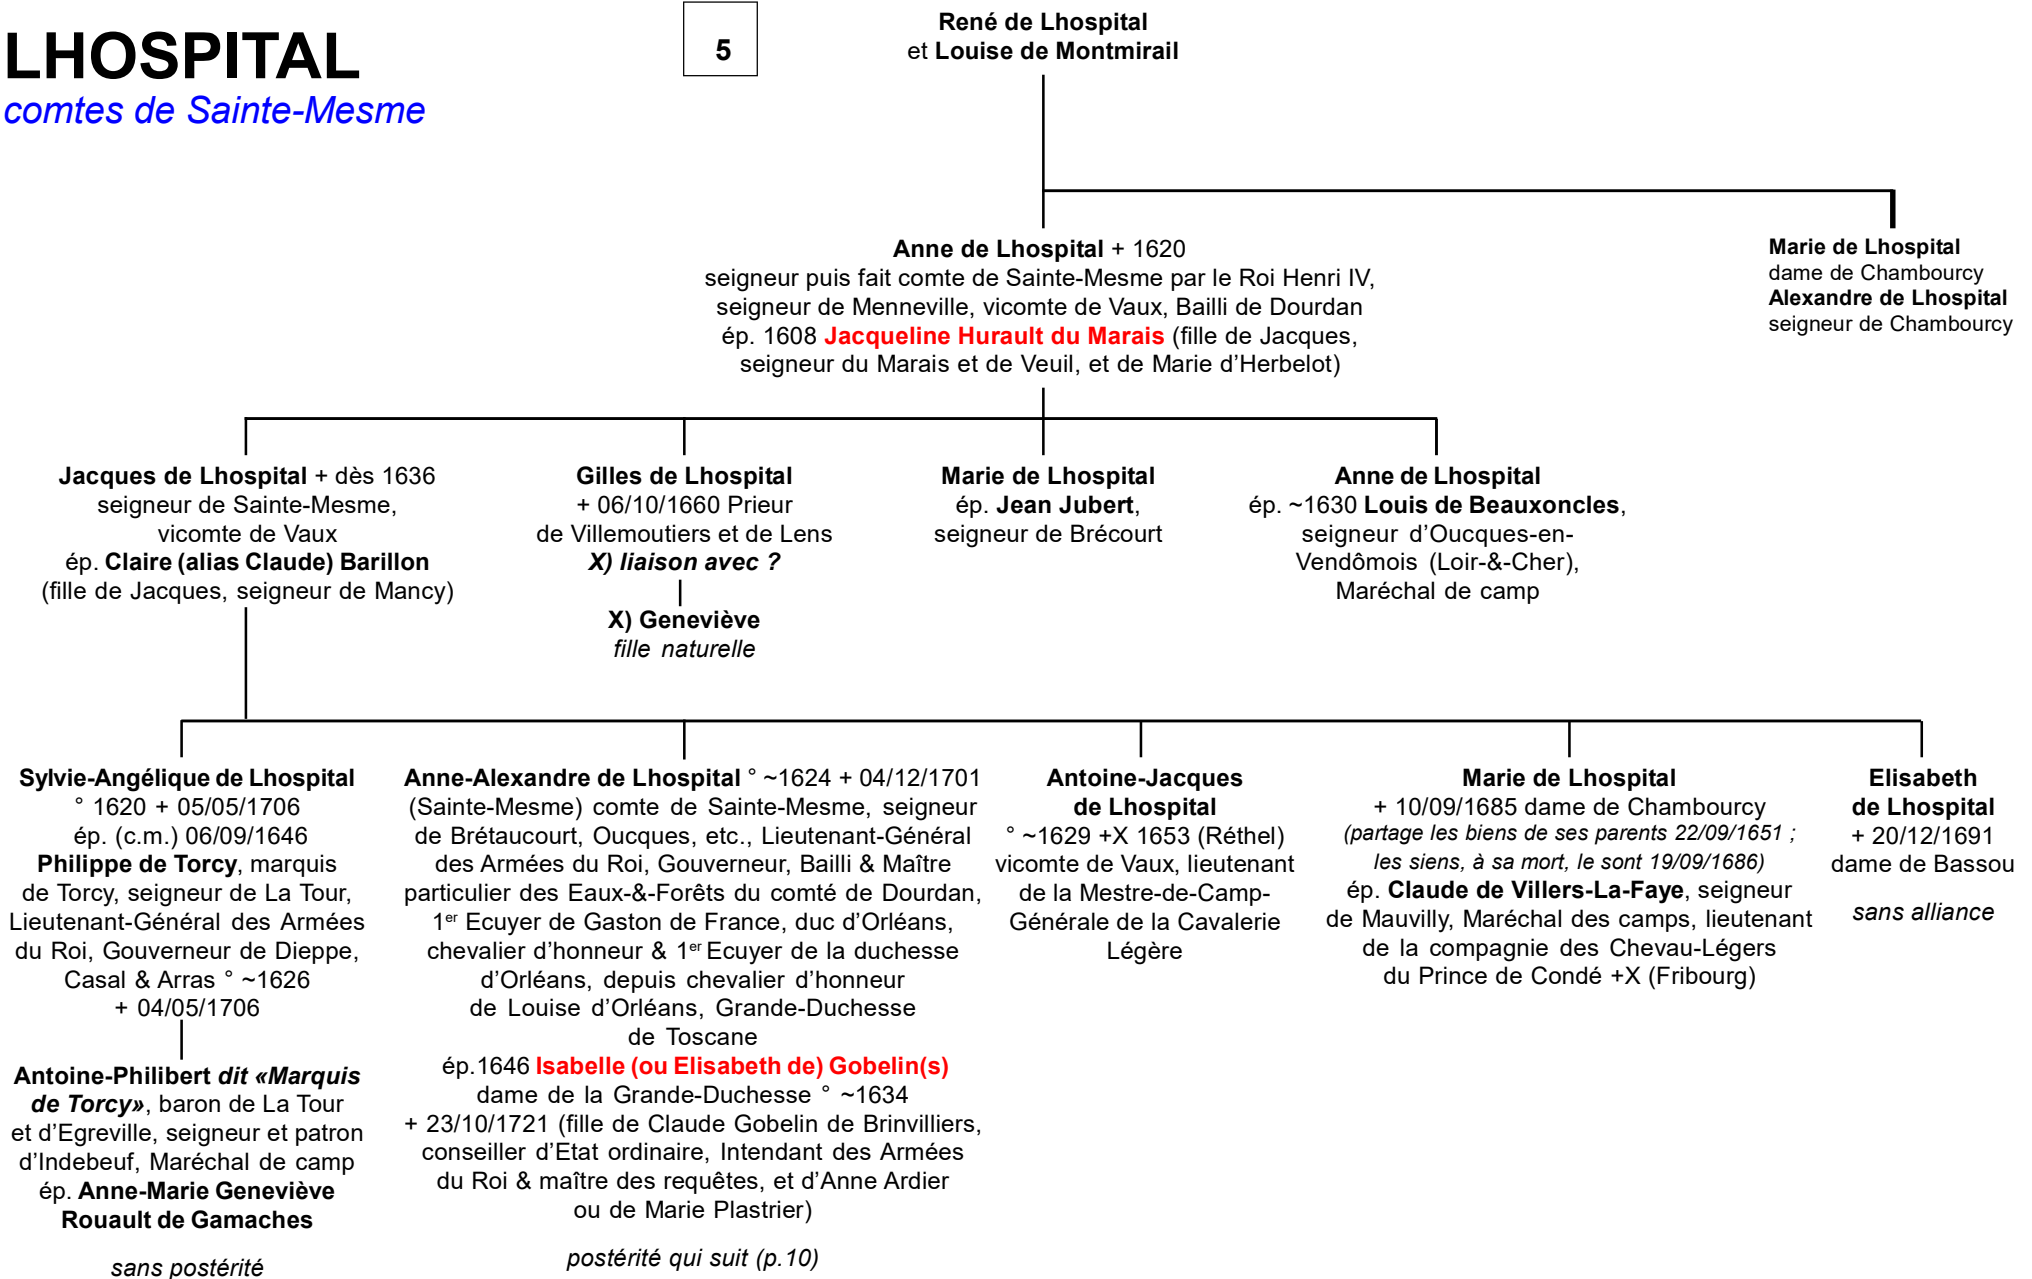 LHOSPITAL
comtes de Sainte-Mesme
5
René de Lhospital
et Louise de Montmirail
Anne de Lhospital + 1620
seigneur puis fait comte de Sainte-Mesme par le Roi Henri IV,
seigneur de Menneville, vicomte de Vaux, Bailli de Dourdan
ép. 1608 Jacqueline Hurault du Marais (fille de Jacques,
seigneur du Marais et de Veuil, et de Marie d’Herbelot)
Marie de Lhospital
dame de Chambourcy
Alexandre de Lhospital
seigneur de Chambourcy
Jacques de Lhospital + dès 1636
seigneur de Sainte-Mesme,
vicomte de Vaux
ép. Claire (alias Claude) Barillon
(fille de Jacques, seigneur de Mancy)
Gilles de Lhospital
+ 06/10/1660 Prieur
de Villemoutiers et de Lens
X) liaison avec ?
X) Geneviève
fille naturelle
Marie de Lhospital
ép. Jean Jubert,
seigneur de Brécourt
Anne de Lhospital
ép. ~1630 Louis de Beauxoncles,
seigneur d’Oucques-en-
Vendômois (Loir-&-Cher),
Maréchal de camp
Sylvie-Angélique de Lhospital
° 1620 + 05/05/1706
ép. (c.m.) 06/09/1646
Philippe de Torcy, marquis
de Torcy, seigneur de La Tour,
Lieutenant-Général des Armées
du Roi, Gouverneur de Dieppe,
Casal & Arras ° ~1626
+ 04/05/1706
Antoine-Philibert dit «Marquis
de Torcy», baron de La Tour
et d’Egreville, seigneur et patron
d’Indebeuf, Maréchal de camp
ép. Anne-Marie Geneviève
Rouault de Gamaches
sans postérité
Anne-Alexandre de Lhospital ° ~1624 + 04/12/1701
(Sainte-Mesme) comte de Sainte-Mesme, seigneur
de Brétaucourt, Oucques, etc., Lieutenant-Général
des Armées du Roi, Gouverneur, Bailli & Maître
particulier des Eaux-&-Forêts du comté de Dourdan,
1er Ecuyer de Gaston de France, duc d’Orléans,
chevalier d’honneur & 1er Ecuyer de la duchesse
d’Orléans, depuis chevalier d’honneur
de Louise d’Orléans, Grande-Duchesse
de Toscane
ép.1646 Isabelle (ou Elisabeth de) Gobelin(s)
dame de la Grande-Duchesse ° ~1634
+ 23/10/1721 (fille de Claude Gobelin de Brinvilliers,
conseiller d’Etat ordinaire, Intendant des Armées
du Roi & maître des requêtes, et d’Anne Ardier
ou de Marie Plastrier)
postérité qui suit (p.10)
Antoine-Jacques
de Lhospital
° ~1629 +X 1653 (Réthel)
vicomte de Vaux, lieutenant
de la Mestre-de-Camp-
Générale de la Cavalerie
Légère
Marie de Lhospital
+ 10/09/1685 dame de Chambourcy
(partage les biens de ses parents 22/09/1651 ;
les siens, à sa mort, le sont 19/09/1686)
ép. Claude de Villers-La-Faye, seigneur
de Mauvilly, Maréchal des camps, lieutenant
de la compagnie des Chevau-Légers
du Prince de Condé +X (Fribourg)
Elisabeth
de Lhospital
+ 20/12/1691
dame de Bassou
sans alliance